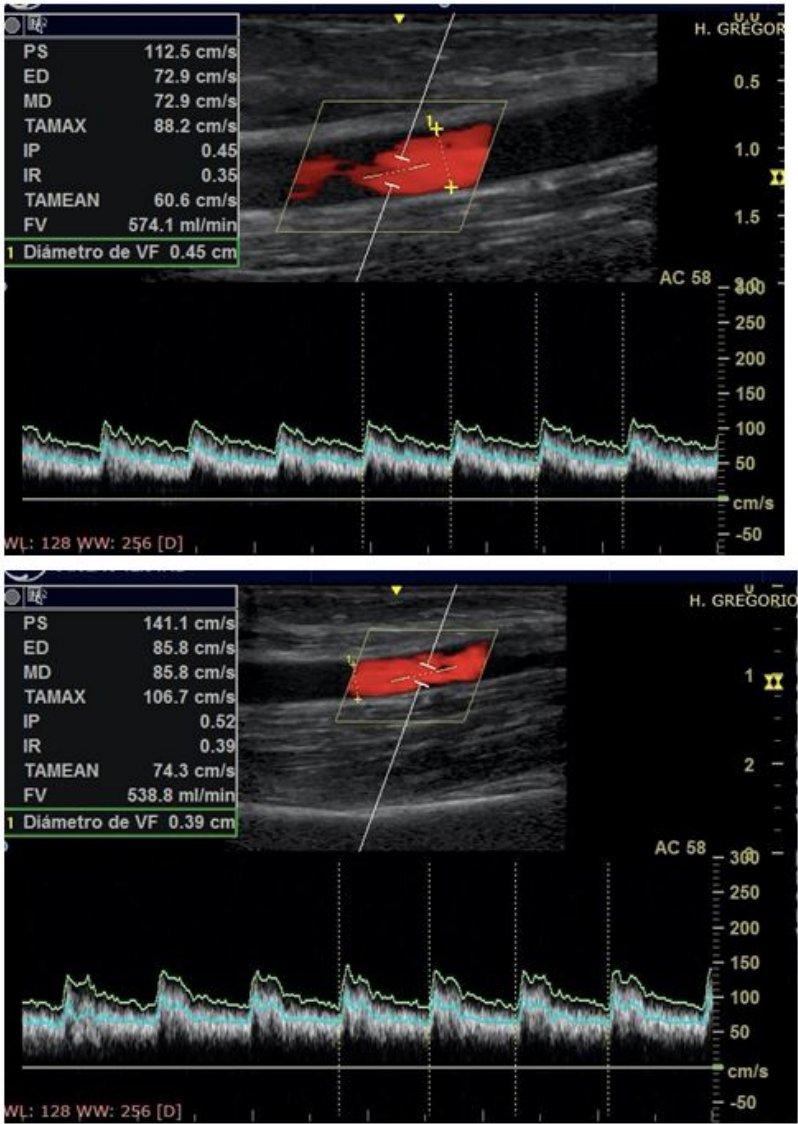 H. GREGOR
PS 112.5 cm/s
ED 72.9 cm/s
MD 72.9 cm/s
TAMAX 88.2 cm/s
IP 0.45
IR 0.35
TAMEAN 60.6 cm/s
FV 574.1 ml/min
1 Diámetro de VF 0.45 cm
1
0.5
1.0
1.5
AC 58
250
200
150
100
50
cm/s
-50
WL: 128 WW: 256 [D]
H. GREGORIO
PS 141.1 cm/s
ED 85.8 cm/s
MD 85.8 cm/s
TAMAX 106.7 cm/s
IP 0.52
IR 0.39
TAMEAN 74.3 cm/s
FV 538.8 ml/min
1 Diámetro de VF 0.39 cm
1
1
2
AC 58
300
250
200
150
100
50
cm/s
-50
WL: 128 WW: 256 [D]